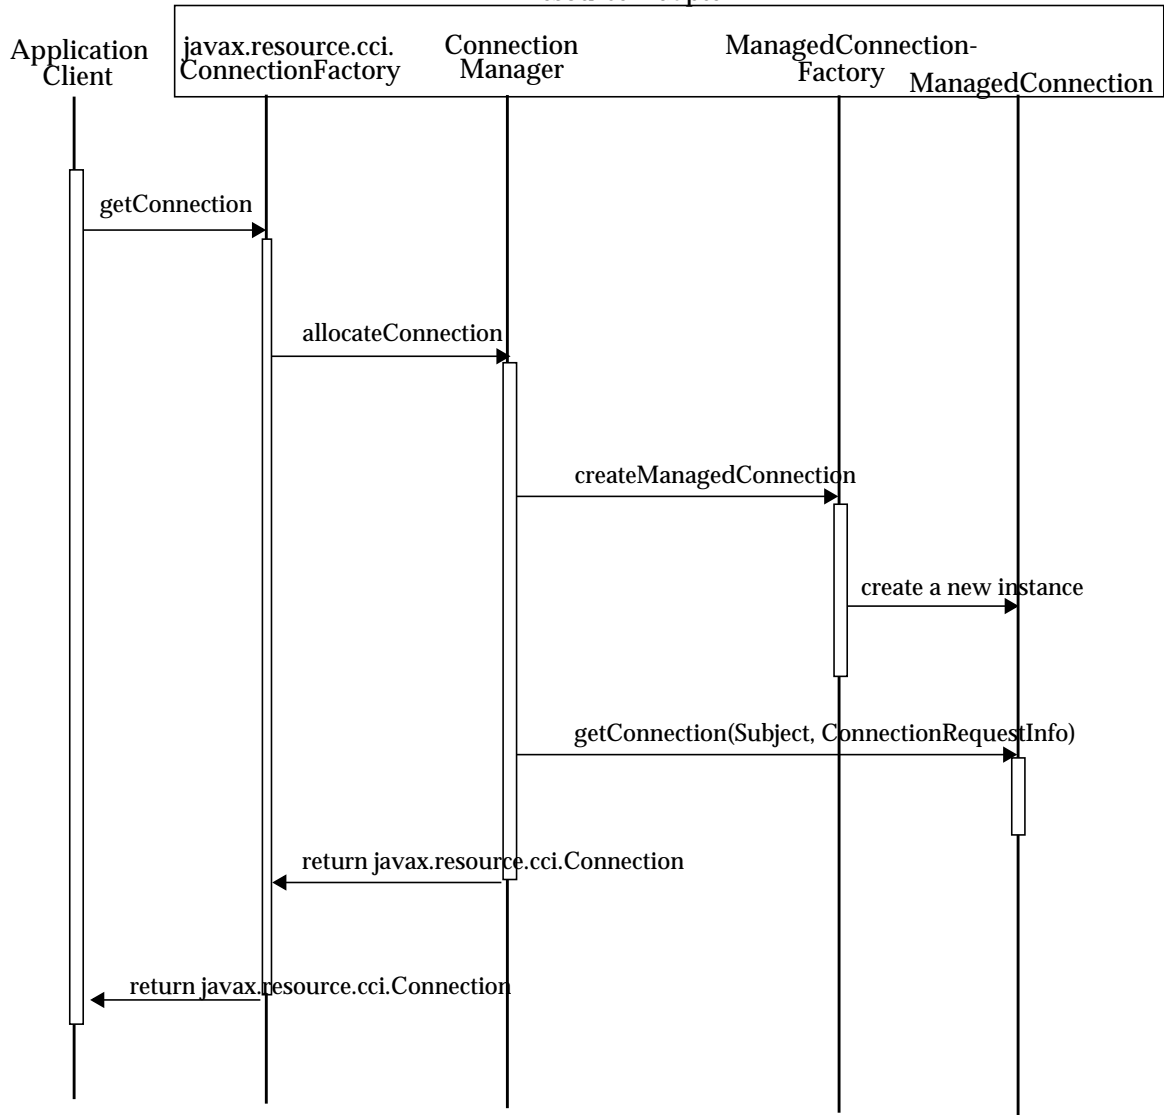 Application
Client
javax.resource.cci.
ConnectionFactory
Connection
Manager
ManagedConnection-
Factory
ManagedConnection
getConnection
allocateConnection
createManagedConnection
create a new instance
getConnection(Subject, ConnectionRequestInfo)
return javax.resource.cci.Connection
return javax.resource.cci.Connection